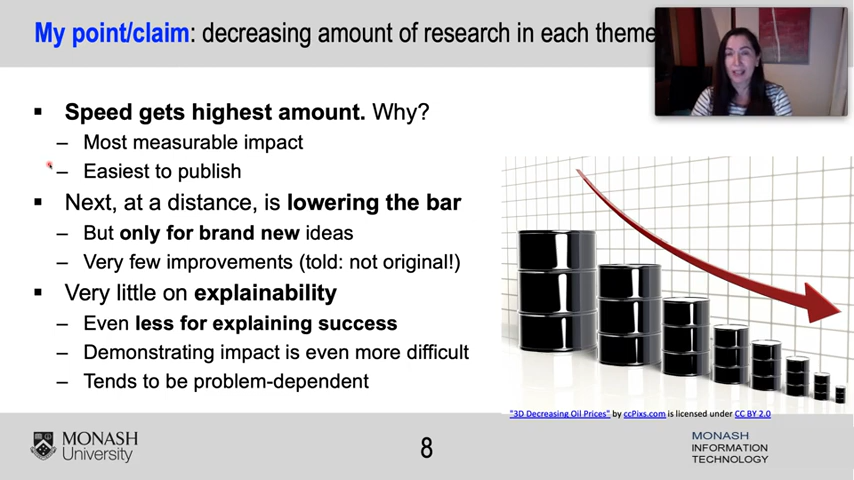 My point/claim: decreasing amount of research in each theme
▪ Speed gets highest amount. Why?
– Most measurable impact
– Easiest to publish
▪ Next, at a distance, is lowering the bar
– But only for brand new ideas
– Very few improvements (told: not original!)
▪ Very little on explainability
– Even less for explaining success
– Demonstrating impact is even more difficult
– Tends to be problem-dependent
"3D Decreasing Oil Prices" by ccPixs.com is licensed under CC BY 2.0
MONASH
University
8
MONASH
INFORMATION
TECHNOLOGY